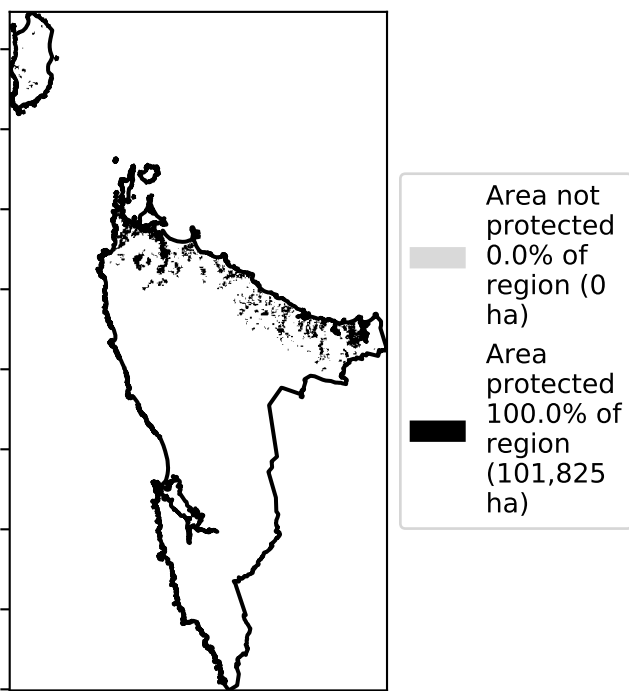 Area not
protected
0.0% of
region (0
ha)
Area
protected
100.0% of
region
(101,825
ha)